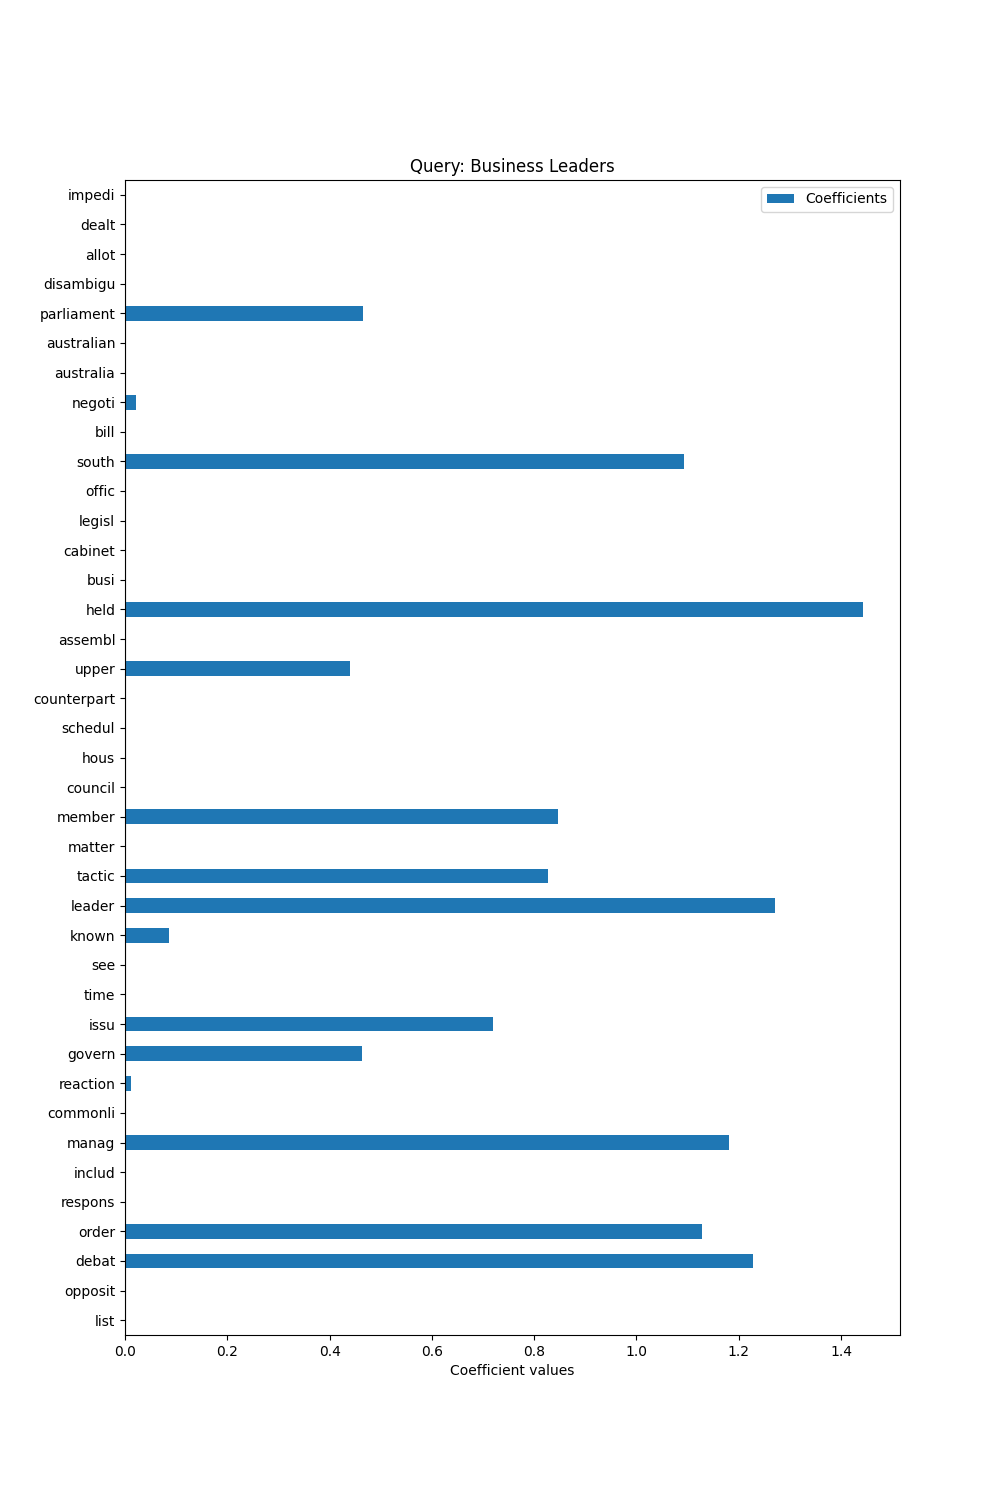 Query: Business Leaders
Coefficients
impedi
dealt
allot
disambigu
parliament
australian
australia
negoti
bill
south
offic
legisl
cabinet
busi
held
assembl
upper
counterpart
schedul
hous
council
member
matter
tactic
leader
known
see
time
issu
govern
reaction
commonli
manag
includ
respons
order
debat
opposit
list
0.0 0.2 0.4 0.6 0.8 1.0 1.2 1.4
Coefficient values